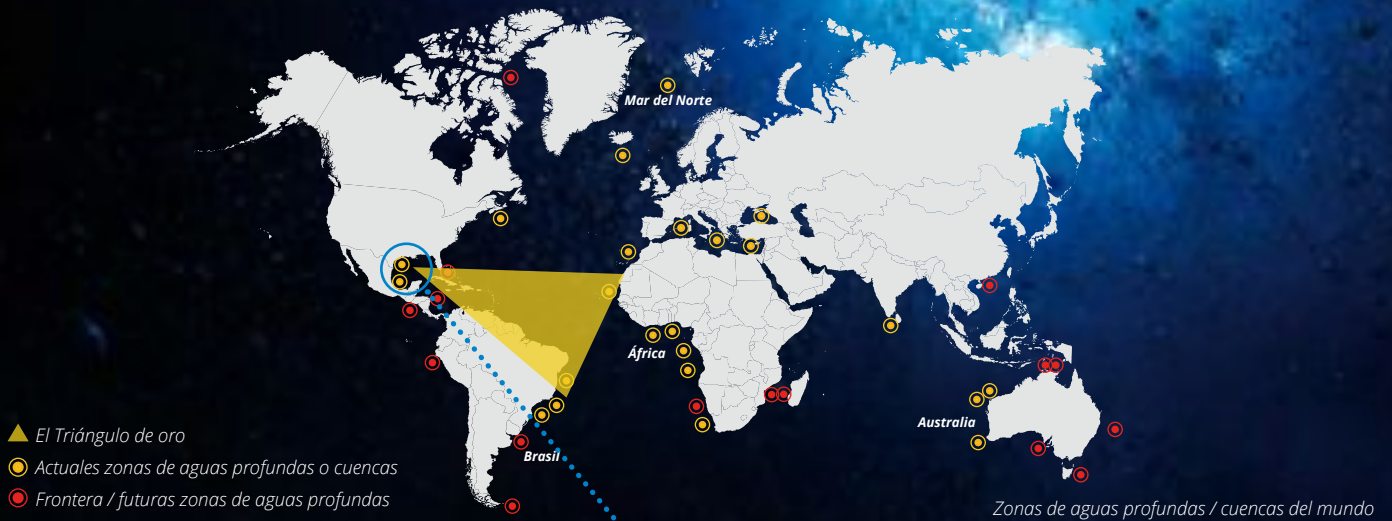 Mar del Norte
África
Australia
Brasil
El Triángulo de oro
Actuales zonas de aguas profundas o cuencas
Frontera / futuras zonas de aguas profundas
Zonas de aguas profundas / cuencas del mundo